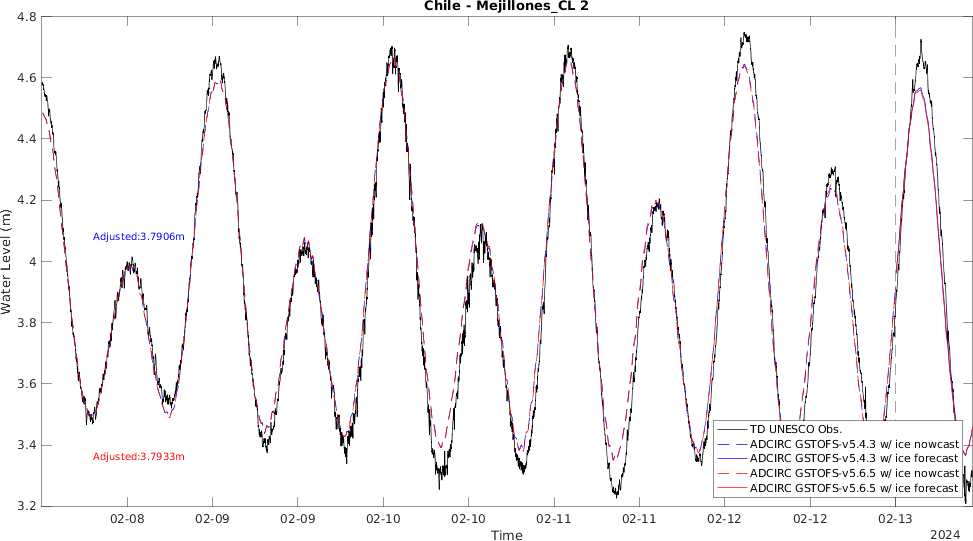 Chile - Mejillones_CL 2
4.8
4.6
4.4
4.2
4
3.8
3.6
3.4
3.2
Water Level (m)
Adjusted:3.7906m
Adjusted:3.7933m
TD UNESCO Obs.
ADCIRC GSTOFS-v5.4.3 w/ ice nowcast
ADCIRC GSTOFS-v5.4.3 w/ ice forecast
ADCIRC GSTOFS-v5.6.5 w/ ice nowcast
ADCIRC GSTOFS-v5.6.5 w/ ice forecast
02-08 02-09 02-09 02-10 02-10 02-11 02-11 02-12 02-12 02-13
Time
2024